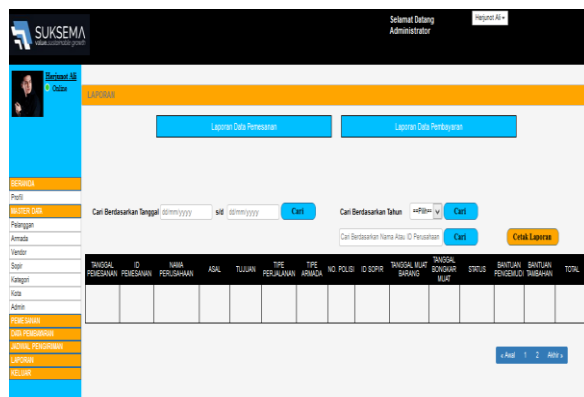 SUKSEMA
value.sustainable.growth
Selamat Datang
Administrator
Herjunot Ali
Herjunot Ali
Online
LAPORAN
Laporan Data Pemesanan
Laporan Data Pembayaran
BERANDA
Profil
MASTER DATA
Pelanggan
Armada
Vendor
Sopir
Kategori
Kota
Admin
PEMESANAN
DATA PEMBAYARAN
JADWAL PENGIRIMAN
LAPORAN
KELUAR
Cari Berdasarkan Tanggal dd/mm/yyyy s/d dd/mm/yyyy Cari
Cari Berdasarkan Tahun ==Pilih== Cari
Cari Berdasarkan Nama Atau ID Perusahaan Cari
Cetak Laporan
TANGGAL PEMESANAN
ID PEMESANAN
NAMA PERUSAHAAN
ASAL
TUJUAN
TIPE PERJALANAN
TIPE ARMADA
NO. POLISI
ID SOPIR
TANGGAL MUAT BARANG
TANGGAL BONGKAR MUAT
STATUS
BANTUAN PENGEMUDI
BANTUAN TAMBAHAN
TOTAL
« Awal 1 2 Akhir »